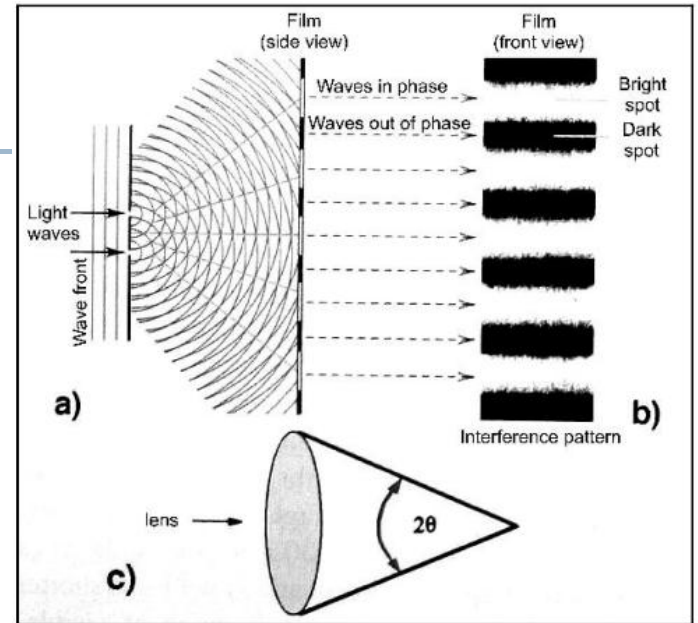 Film
(side view)
Film
(front view)
Waves in phase
Bright
spot
Waves out of phase
Dark
spot
Light
waves
Wave front
a)
b)
Interference pattern
lens
2θ
c)